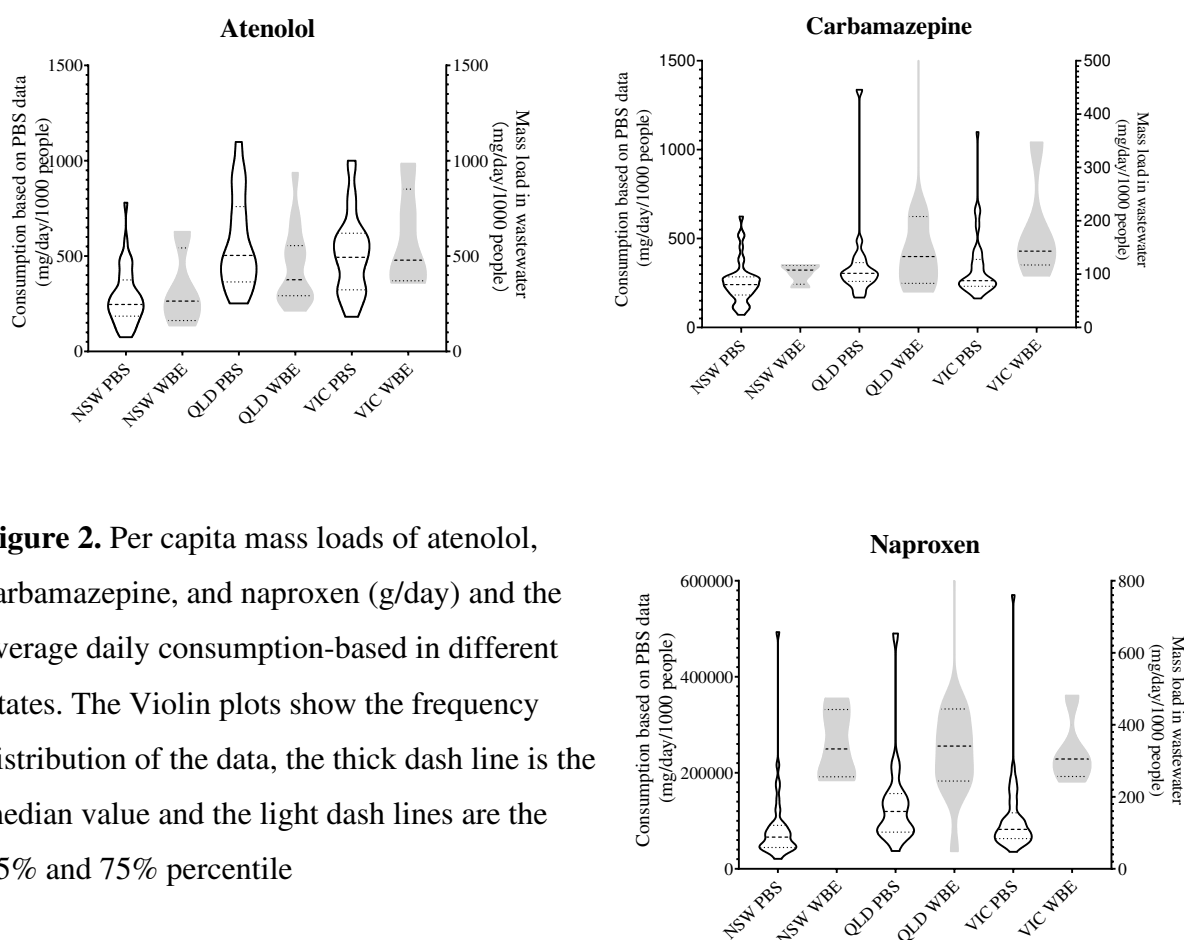 Atenolol
Consumption based on PBS data
(mg/day/1000 people)
1500
1000
500
0
1500
1000
500
0
Mass load in wastewater
(mg/day/1000 people)
NSW PBS
NSW WBE
QLD PBS
QLD WBE
VIC PBS
VIC WBE
Carbamazepine
Consumption based on PBS data
(mg/day/1000 people)
1500
1000
500
0
500
400
300
200
100
0
Mass load in wastewater
(mg/day/1000 people)
NSW PBS
NSW WBE
QLD PBS
QLD WBE
VIC PBS
VIC WBE
igure 2. Per capita mass loads of atenolol,
arbamazepine, and naproxen (g/day) and the
verage daily consumption-based in different
tates. The Violin plots show the frequency
istribution of the data, the thick dash line is the
nedian value and the light dash lines are the
5% and 75% percentile
Naproxen
Consumption based on PBS data
(mg/day/1000 people)
600000
400000
200000
0
800
600
400
200
0
Mass load in wastewater
(mg/day/1000 people)
NSW PBS
NSW WBE
QLD PBS
QLD WBE
VIC PBS
VIC WBE